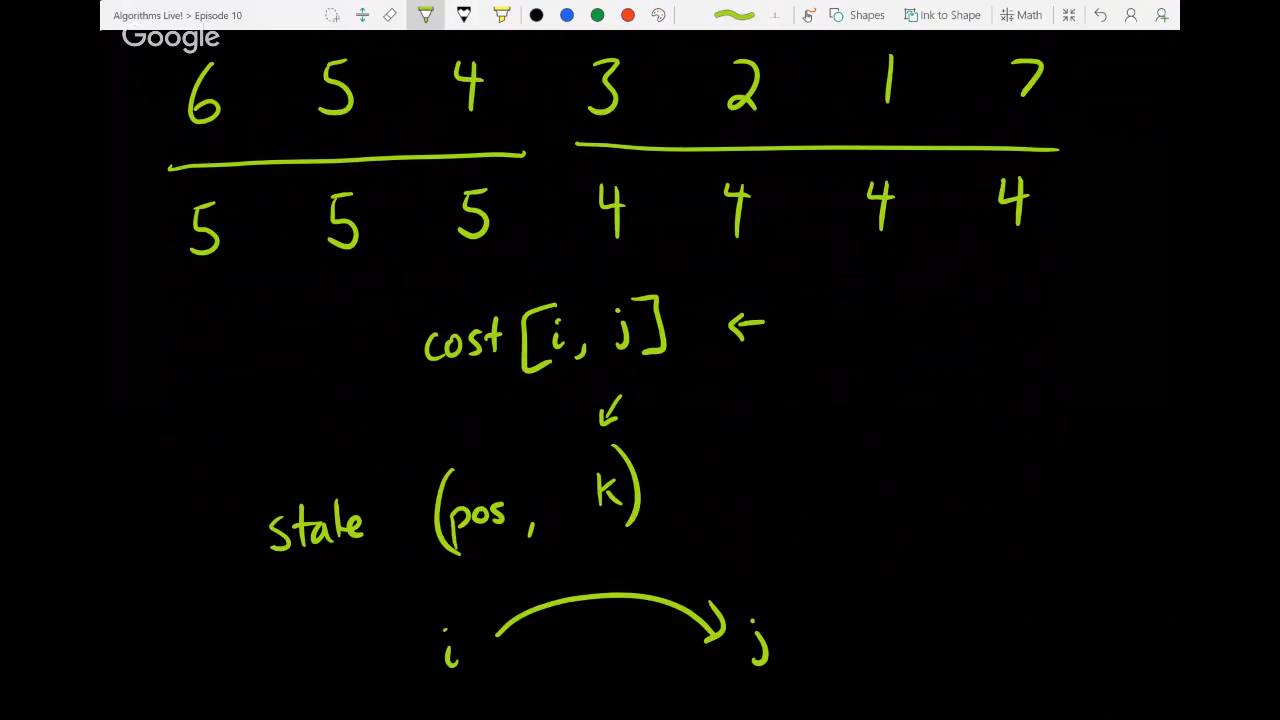 Algorithms Live! > Episode 10
Shapes Ink to Shape Math
Google
6 5 4 3 2 1 7
5 5 5 4 4 4 4
cost [i, j] ←
↙
state (pos, k)
i j